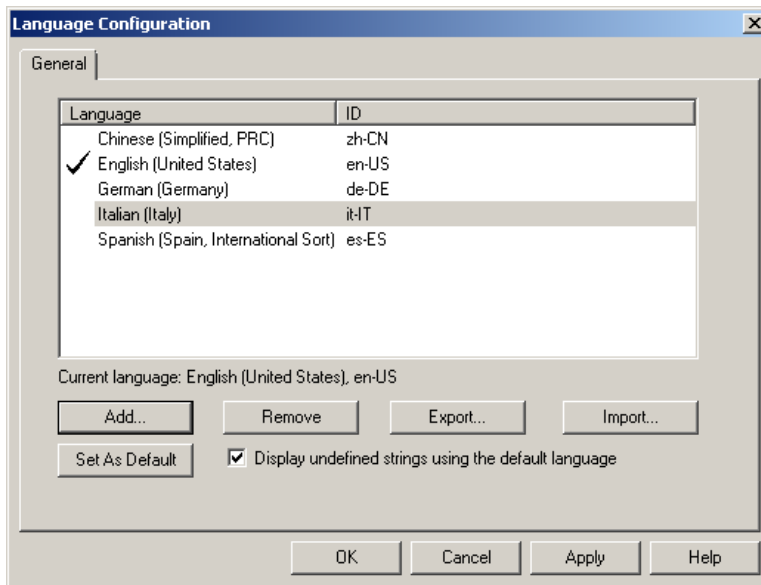 Language Configuration
General
Language ID
Chinese (Simplified, PRC) zh-CN
English (United States) en-US
German (Germany) de-DE
Italian (Italy) it-IT
Spanish (Spain, International Sort) es-ES
Current language: English (United States), en-US
Add... Remove Export... Import...
Set As Default Display undefined strings using the default language
OK Cancel Apply Help